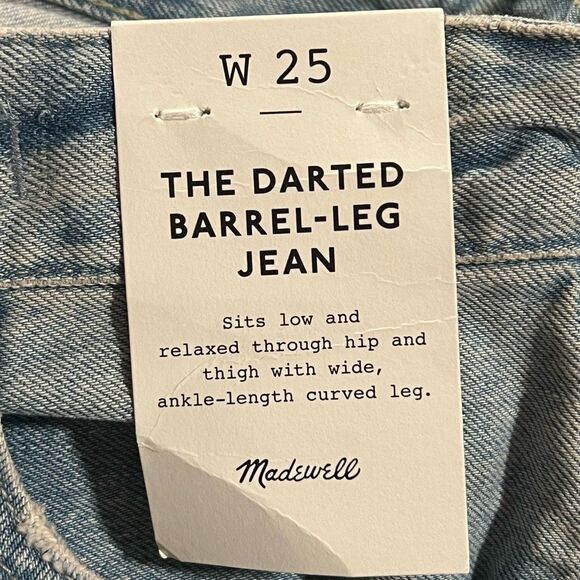 W 25
THE DARTED
BARREL-LEG
JEAN
Sits low and
relaxed through hip and
thigh with wide,
ankle-length curved leg.
Madewell